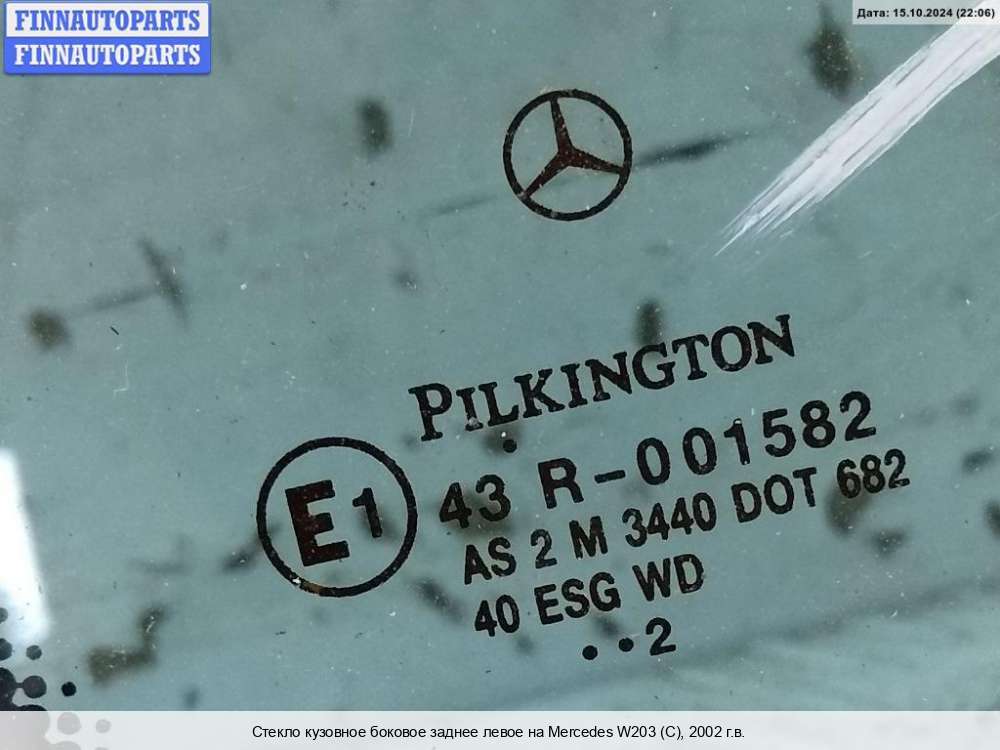 FINNAUTOPARTS
FINNAUTOPARTS
Дата: 15.10.2024 (22:06)
PILKINGTON
E1
43 R-001582
AS 2 M 3440 DOT 682
40 ESG WD
• •2
Стекло кузовное боковое заднее левое на Mercedes W203 (C), 2002 г.в.